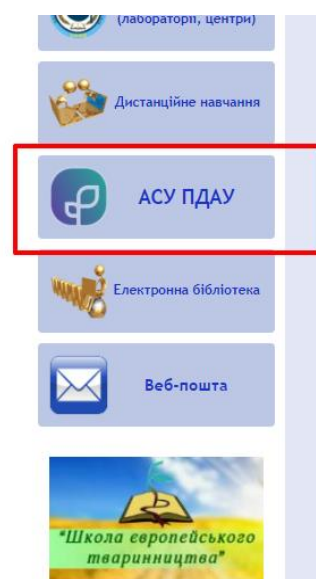 (лабораторії, центри)
Дистанційне навчання
АСУ ПДАУ
Електронна бібліотека
Веб-пошта
"Школа європейського
тваринництва"